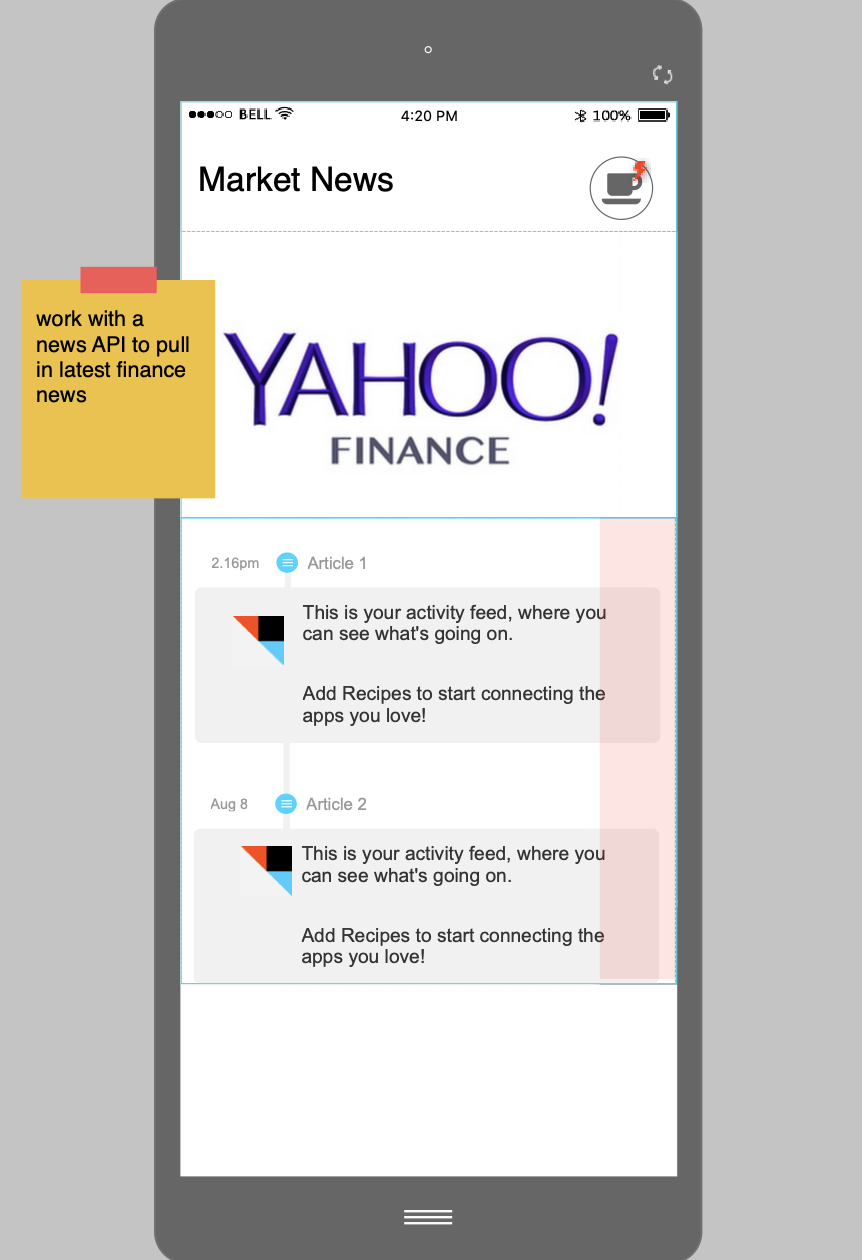 BELL 4:20 PM 100%
Market News
work with a
news API to pull
in latest finance
news
YAHOO!
FINANCE
2.16pm Article 1
This is your activity feed, where you
can see what's going on.
Add Recipes to start connecting the
apps you love!
Aug 8 Article 2
This is your activity feed, where you
can see what's going on.
Add Recipes to start connecting the
apps you love!